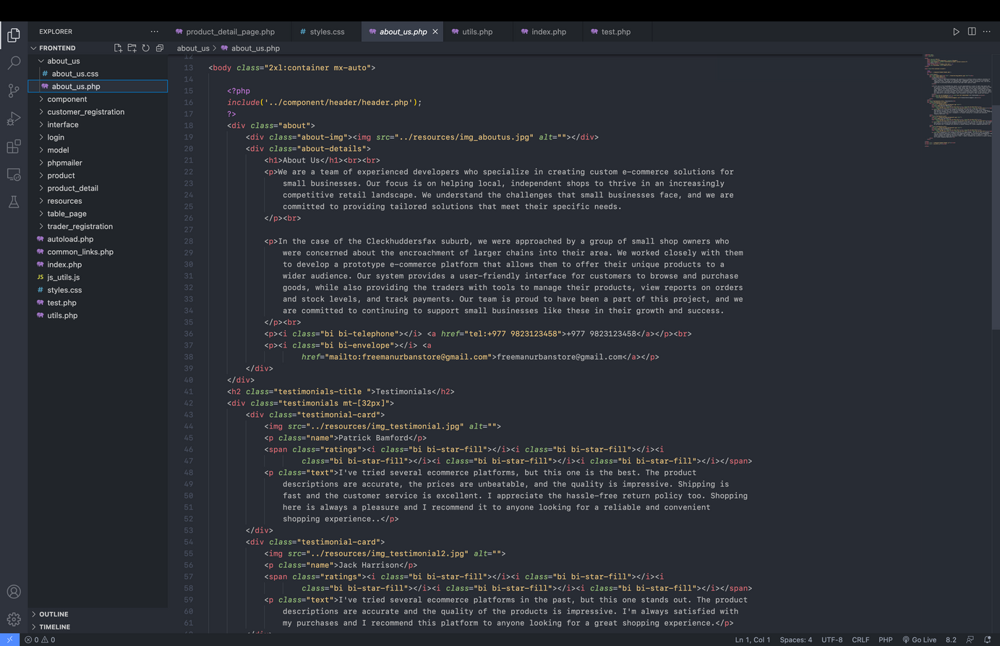 EXPLORER
FRONTEND
about_us
# about_us.css
about_us.php
component
customer_registration
interface
login
model
phpmailer
product
product_detail
resources
table_page
trader_registration
autoload.php
common_links.php
index.php
JS js_utils.js
# styles.css
test.php
utils.php
OUTLINE
TIMELINE
product_detail_page.php # styles.css about_us.php utils.php index.php test.php
about_us > about_us.php
12
13 <body class="2xl:container mx-auto">
14
15 <?php
16 include('../component/header/header.php');
17 ?>
18 <div class="about">
19 <div class="about-img"><img src="../resources/img_aboutus.jpg" alt=""></div>
20 <div class="about-details">
21 <h1>About Us</h1><br><br>
22 <p>We are a team of experienced developers who specialize in creating custom e-commerce solutions for
23 small businesses. Our focus is on helping local, independent shops to thrive in an increasingly
24 competitive retail landscape. We understand the challenges that small businesses face, and we are
25 committed to providing tailored solutions that meet their specific needs.
26 </p><br>
27
28 <p>In the case of the Cleckhuddersfax suburb, we were approached by a group of small shop owners who
29 were concerned about the encroachment of larger chains into their area. We worked closely with them
30 to develop a prototype e-commerce platform that allows them to offer their unique products to a
31 wider audience. Our system provides a user-friendly interface for customers to browse and purchase
32 goods, while also providing the traders with tools to manage their products, view reports on orders
33 and stock levels, and track payments. Our team is proud to have been a part of this project, and we
34 are committed to continuing to support small businesses like these in their growth and success.
35 </p><br>
36 <p><i class="bi bi-telephone"></i> <a href="tel:+977 9823123458">+977 9823123458</a></p><br>
37 <p><i class="bi bi-envelope"></i> <a
38 href="mailto:freemanurbanstore@gmail.com">freemanurbanstore@gmail.com</a></p>
39 </div>
40 </div>
41 <h2 class="testimonials-title ">Testimonials</h2>
42 <div class="testimonials mt-[32px]">
43 <div class="testimonial-card">
44 <img src="../resources/img_testimonial.jpg" alt="">
45 <p class="name">Patrick Bamford</p>
46 <span class="ratings"><i class="bi bi-star-fill"></i><i class="bi bi-star-fill"></i><i
47 class="bi bi-star-fill"></i><i class="bi bi-star-fill"></i><i class="bi bi-star-fill"></i></span>
48 <p class="text">I've tried several ecommerce platforms, but this one is the best. The product
49 descriptions are accurate, the prices are unbeatable, and the quality is impressive. Shipping is
50 fast and the customer service is excellent. I appreciate the hassle-free return policy too. Shopping
51 here is always a pleasure and I recommend it to anyone looking for a reliable and convenient
52 shopping experience..</p>
53 </div>
54 <div class="testimonial-card">
55 <img src="../resources/img_testimonial2.jpg" alt="">
56 <p class="name">Jack Harrison</p>
57 <span class="ratings"><i class="bi bi-star-fill"></i><i class="bi bi-star-fill"></i><i
58 class="bi bi-star-fill"></i><i class="bi bi-star-fill"></i><i class="bi bi-star-fill"></i></span>
59 <p class="text">I've tried several ecommerce platforms in the past, but this one stands out. The product
60 descriptions are accurate and the quality of the products is impressive. I'm always satisfied with
61 my purchases and I recommend this platform to anyone looking for a great shopping experience.</p>
0 0 Ln 1, Col 1 Spaces: 4 UTF-8 CRLF PHP Go Live 8.2